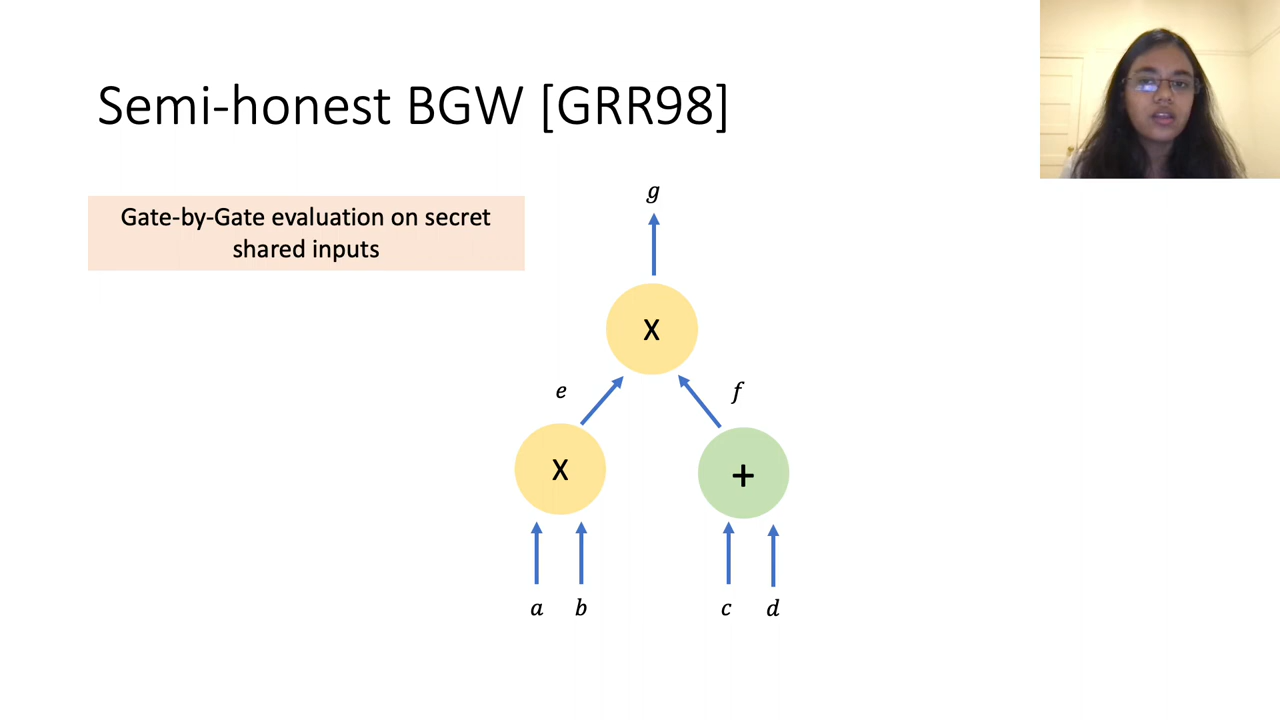 Semi-honest BGW [GRR98]
Gate-by-Gate evaluation on secret
shared inputs
g
X
e
f
X
+
a
b
c
d